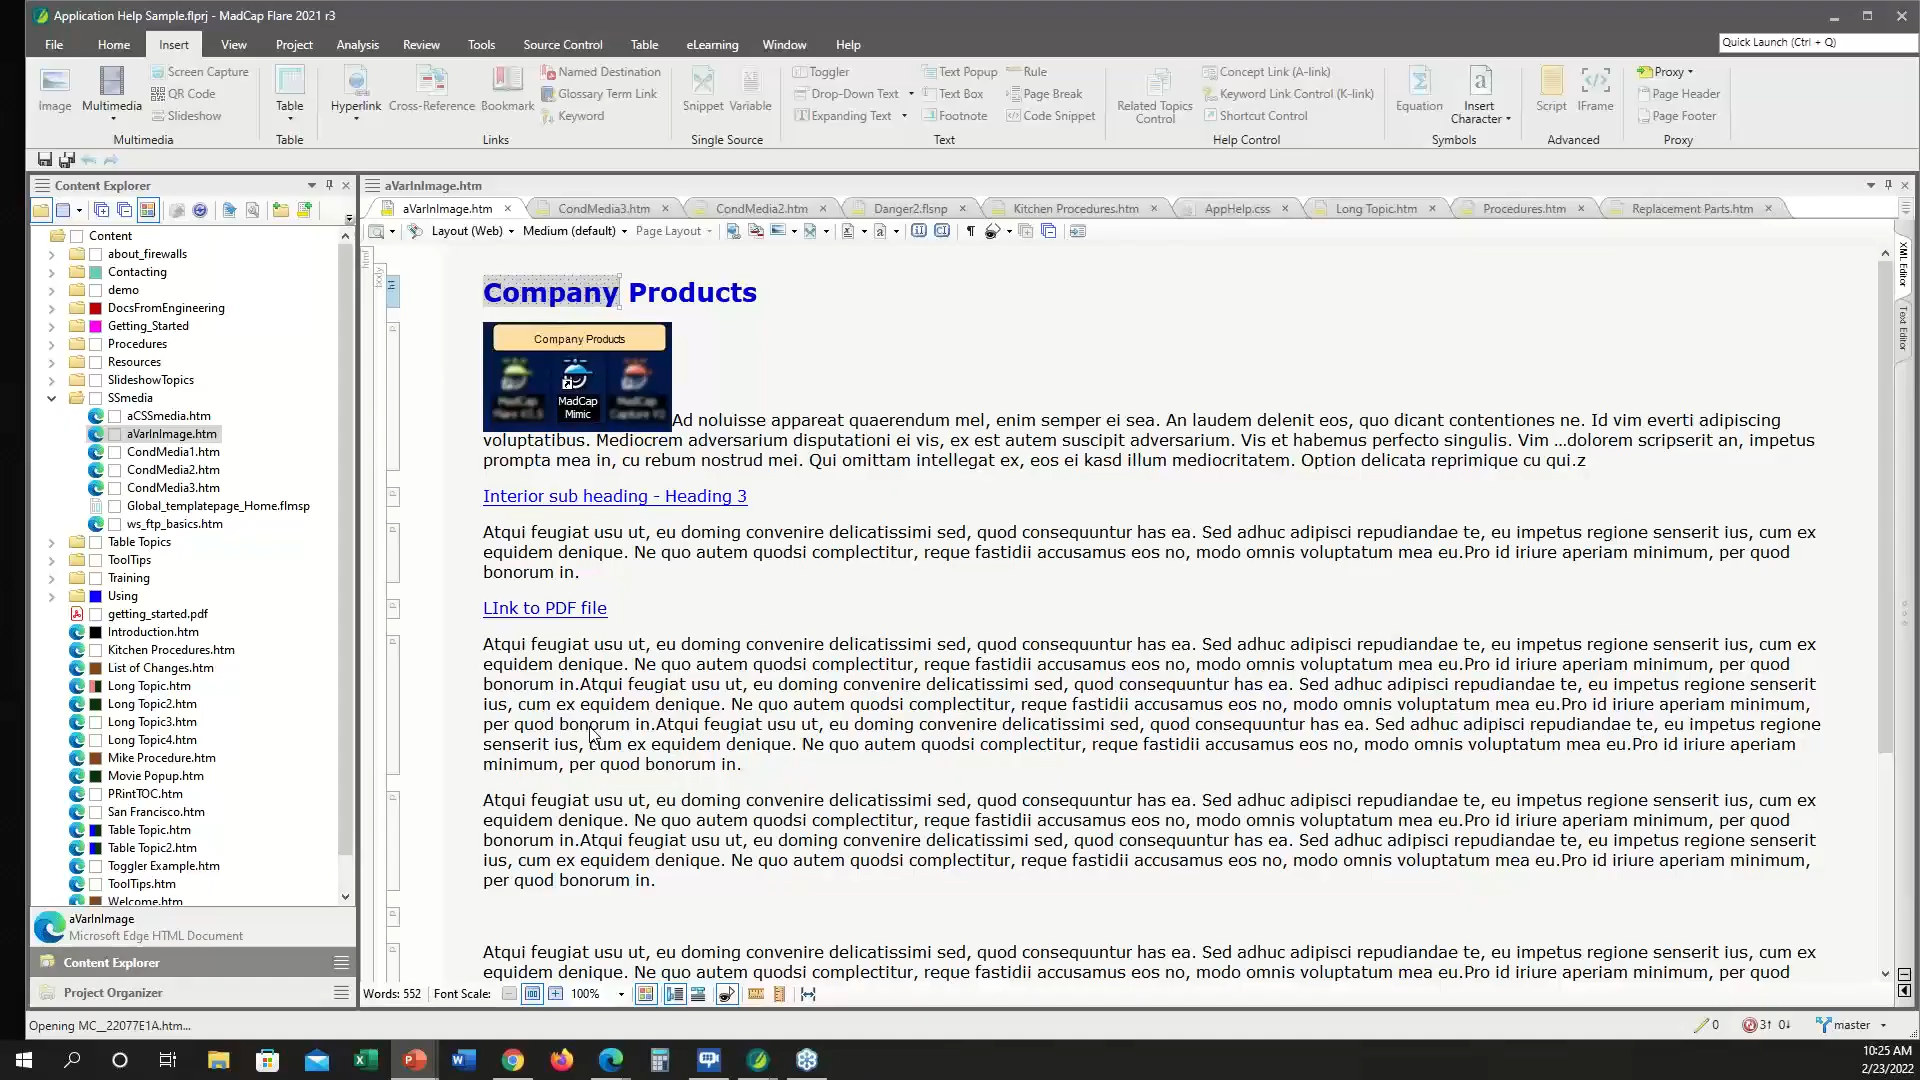 Application Help Sample.flprj - MadCap Flare 2021 r3
File Home Insert View Project Analysis Review Tools Source Control Table eLearning Window Help
Quick Launch (Ctrl + Q)
Image Multimedia Screen Capture QR Code Slideshow
Multimedia
Table
Table
Hyperlink Cross-Reference Bookmark Named Destination Glossary Term Link Keyword
Links
Snippet Variable
Single Source
Toggler Drop-Down Text Expanding Text Text Popup Text Box Footnote Rule Page Break Code Snippet
Text
Related Topics Control Concept Link (A-link) Keyword Link Control (K-link) Shortcut Control
Help Control
Equation Insert Character
Symbols
Script IFrame
Advanced
Proxy Page Header Page Footer
Proxy
Content Explorer
aVarInImage.htm
aVarInImage.htm CondMedia3.htm CondMedia2.htm Danger2.flsnp Kitchen Procedures.htm AppHelp.css Long Topic.htm Procedures.htm Replacement Parts.htm
Layout (Web) Medium (default) Page Layout
Content
about_firewalls
Contacting
demo
DocsFromEngineering
Getting_Started
Procedures
Resources
SlideshowTopics
SSmedia
aCSSmedia.htm
aVarInImage.htm
CondMedia1.htm
CondMedia2.htm
CondMedia3.htm
Global_templatepage_Home.flmsp
ws_ftp_basics.htm
Table Topics
ToolTips
Training
Using
getting_started.pdf
Introduction.htm
Kitchen Procedures.htm
List of Changes.htm
Long Topic.htm
Long Topic2.htm
Long Topic3.htm
Long Topic4.htm
Mike Procedure.htm
Movie Popup.htm
PRintTOC.htm
San Francisco.htm
Table Topic.htm
Table Topic2.htm
Toggler Example.htm
ToolTips.htm
Welcome.htm
aVarInImage
Microsoft Edge HTML Document
Content Explorer
Project Organizer
html
body
h1
Company Products
Company Products
MadCap Mimic
Ad noluisse appareat quaerendum mel, enim semper ei sea. An laudem delenit eos, quo dicant contentiones ne. Id vim everti adipiscing
voluptatibus. Mediocrem adversarium disputationi ei vis, ex est autem suscipit adversarium. Vis et habemus perfecto singulis. Vim ...dolorem scripserit an, impetus
prompta mea in, cu rebum nostrud mei. Qui omittam intellegat ex, eos ei kasd illum mediocritatem. Option delicata reprimique cu qui.z
Interior sub heading - Heading 3
Atqui feugiat usu ut, eu doming convenire delicatissimi sed, quod consequuntur has ea. Sed adhuc adipisci repudiandae te, eu impetus regione senserit ius, cum ex
equidem denique. Ne quo autem quodsi complectitur, reque fastidii accusamus eos no, modo omnis voluptatum mea eu.Pro id iriure aperiam minimum, per quod
bonorum in.
LInk to PDF file
Atqui feugiat usu ut, eu doming convenire delicatissimi sed, quod consequuntur has ea. Sed adhuc adipisci repudiandae te, eu impetus regione senserit ius, cum ex
equidem denique. Ne quo autem quodsi complectitur, reque fastidii accusamus eos no, modo omnis voluptatum mea eu.Pro id iriure aperiam minimum, per quod
bonorum in.Atqui feugiat usu ut, eu doming convenire delicatissimi sed, quod consequuntur has ea. Sed adhuc adipisci repudiandae te, eu impetus regione senserit
ius, cum ex equidem denique. Ne quo autem quodsi complectitur, reque fastidii accusamus eos no, modo omnis voluptatum mea eu.Pro id iriure aperiam minimum,
per quod bonorum in.Atqui feugiat usu ut, eu doming convenire delicatissimi sed, quod consequuntur has ea. Sed adhuc adipisci repudiandae te, eu impetus regione
senserit ius, cum ex equidem denique. Ne quo autem quodsi complectitur, reque fastidii accusamus eos no, modo omnis voluptatum mea eu.Pro id iriure aperiam
minimum, per quod bonorum in.
Atqui feugiat usu ut, eu doming convenire delicatissimi sed, quod consequuntur has ea. Sed adhuc adipisci repudiandae te, eu impetus regione senserit ius, cum ex
equidem denique. Ne quo autem quodsi complectitur, reque fastidii accusamus eos no, modo omnis voluptatum mea eu.Pro id iriure aperiam minimum, per quod
bonorum in.Atqui feugiat usu ut, eu doming convenire delicatissimi sed, quod consequuntur has ea. Sed adhuc adipisci repudiandae te, eu impetus regione senserit
ius, cum ex equidem denique. Ne quo autem quodsi complectitur, reque fastidii accusamus eos no, modo omnis voluptatum mea eu.Pro id iriure aperiam minimum,
per quod bonorum in.
Atqui feugiat usu ut, eu doming convenire delicatissimi sed, quod consequuntur has ea. Sed adhuc adipisci repudiandae te, eu impetus regione senserit ius, cum ex
equidem denique. Ne quo autem quodsi complectitur, reque fastidii accusamus eos no, modo omnis voluptatum mea eu.Pro id iriure aperiam minimum, per quod
XML Editor
Text Editor
Words: 552 Font Scale: 100%
Opening MC__22077E1A.htm...
0 3 0 master
10:25 AM
2/23/2022